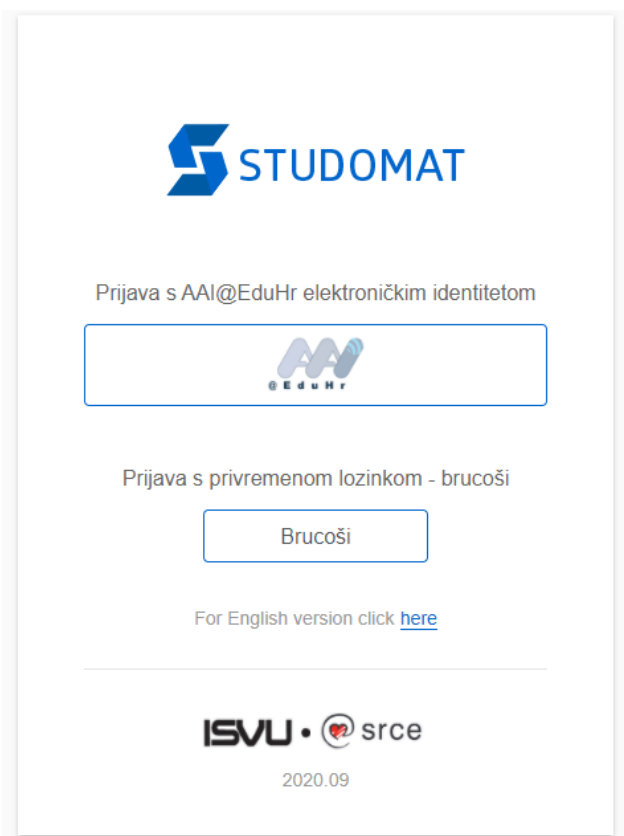 STUDOMAT
Prijava s AAI@EduHr elektroničkim identitetom
AAI
@EduHr
Prijava s privremenom lozinkom - brucoši
Brucoši
For English version click here
ISVU • @ srce
2020.09